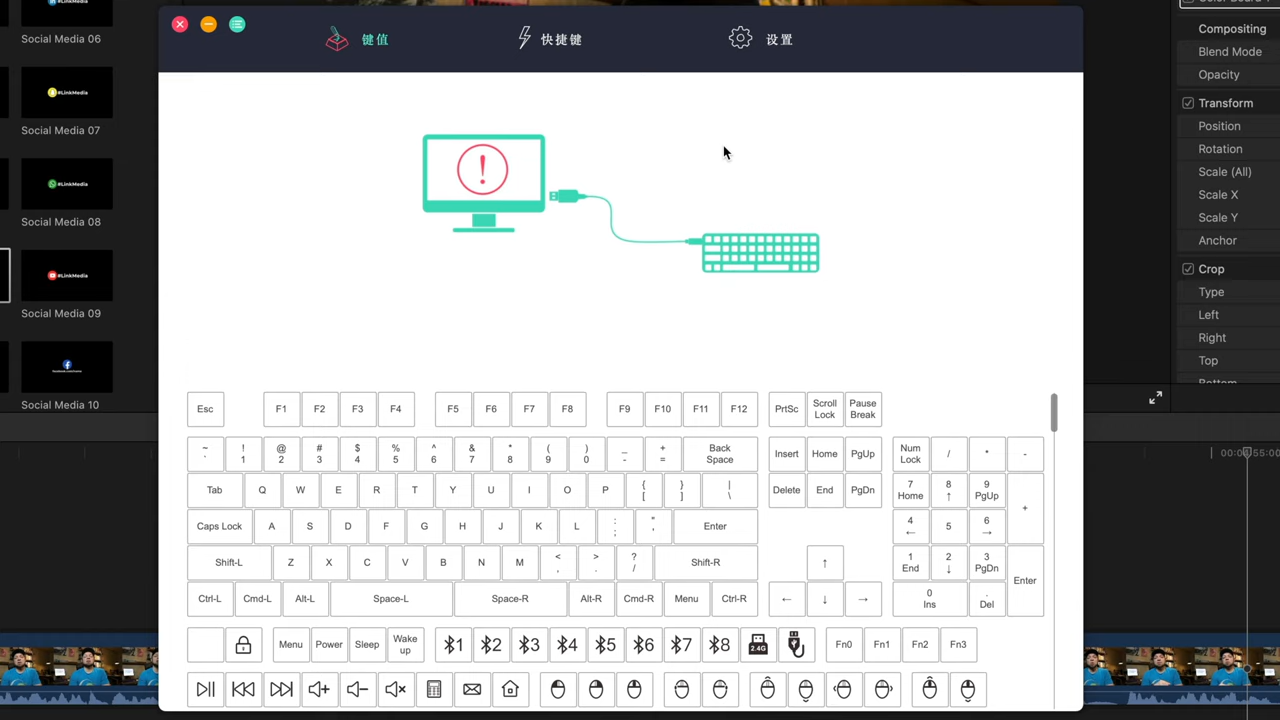 Social Media 06
#LinkMedia
Social Media 07
#LinkMedia
Social Media 08
#LinkMedia
Social Media 09
Social Media 10
键值
快捷键
设置
!
Esc F1 F2 F3 F4 F5 F6 F7 F8 F9 F10 F11 F12 PrtSc Scroll Lock Pause Break
~ ` ! 1 @ 2 # 3 $ 4 % 5 ^ 6 & 7 * 8 ( 9 ) 0 _ - + = Back Space Insert Home PgUp Num Lock / * -
Tab Q W E R T Y U I O P { [ } ] | \ Delete End PgDn 7 Home 8 ↑ 9 PgUp +
Caps Lock A S D F G H J K L : ; " ' Enter 4 ← 5 6 →
Shift-L Z X C V B N M < , > . ? / Shift-R ↑ 1 End 2 ↓ 3 PgDn Enter
Ctrl-L Cmd-L Alt-L Space-L Space-R Alt-R Cmd-R Menu Ctrl-R ← ↓ → 0 Ins . Del
Menu Power Sleep Wake up 1 2 3 4 5 6 7 8 2.4G Fn0 Fn1 Fn2 Fn3
Compositing
Blend Mode
Opacity
Transform
Position
Rotation
Scale (All)
Scale X
Scale Y
Anchor
Crop
Type
Left
Right
Top